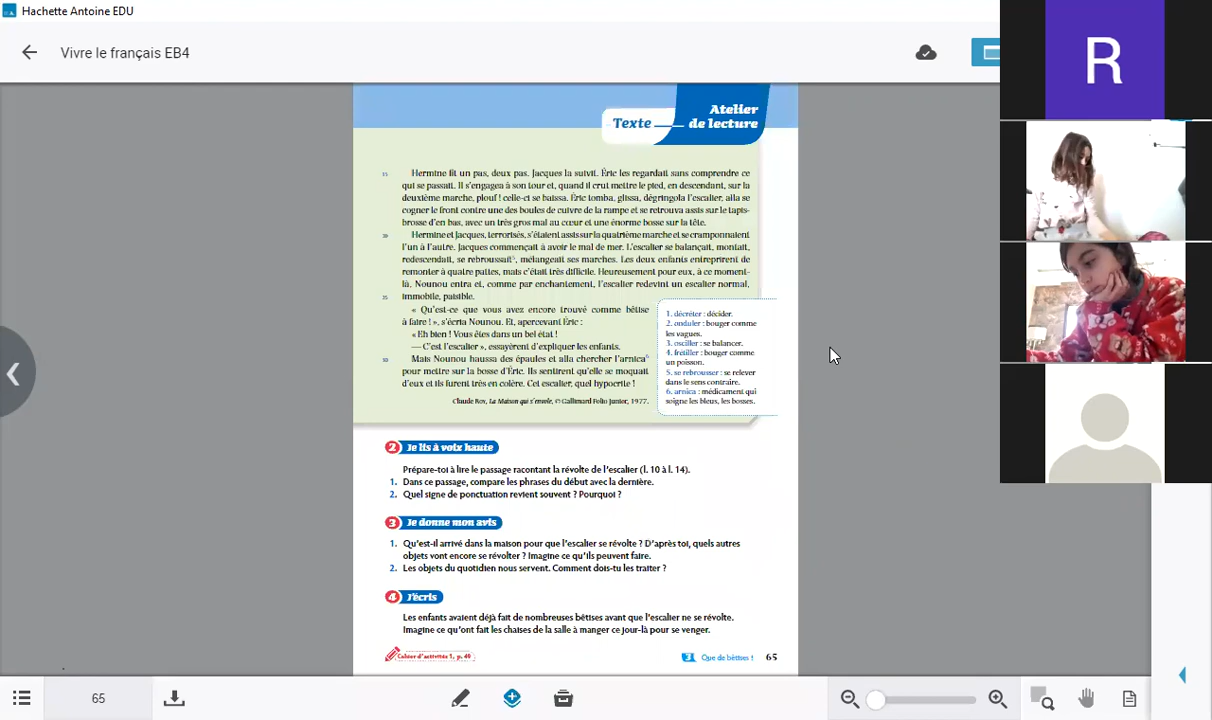 Hachette Antoine EDU
Vivre le français EB4
R
Atelier
de lecture
Texte
Hermine fit un pas, deux pas. Jacques la suivit. Éric les regardait sans comprendre ce
qui se passait. Il s'engagea à son tour et, quand il crut mettre le pied, en descendant, sur la
deuxième marche, plouf ! celle-ci se baissa. Éric tomba, glissa, dégringola l'escalier, alla se
cogner le front contre une des boules de cuivre de la rampe et se retrouva assis sur le tapis-
brosse d'en bas, avec un très gros mal au cœur et une énorme bosse sur la tête.
Hermine et Jacques, terrorisés, s'étaient assis sur la quatrième marche et se cramponnaient
l'un à l'autre. Jacques commençait à avoir le mal de mer. L'escalier se balançait, montait,
redescendait, se rebroussait⁵, mélangeait ses marches. Les deux enfants entreprirent de
remonter à quatre pattes, mais c'était très difficile. Heureusement pour eux, à ce moment-
là, Nounou entra et, comme par enchantement, l'escalier redevint un escalier normal,
35 immobile, paisible.
« Qu'est-ce que vous avez encore trouvé comme bêtise
à faire ! », s'écria Nounou. Et, apercevant Éric :
« Eh bien ! Vous êtes dans un bel état !
— C'est l'escalier », essayèrent d'expliquer les enfants.
Mais Nounou haussa des épaules et alla chercher l'arnica⁶
pour mettre sur la bosse d'Éric. Ils sentirent qu'elle se moquait
d'eux et ils furent très en colère. Cet escalier, quel hypocrite !
Claude Roy, La Maison qui s'envole, © Gallimard Folio Junior, 1977.
1. décréter : décider.
2. onduler : bouger comme
les vagues.
3. osciller : se balancer.
4. frétiller : bouger comme
un poisson.
5. se rebrousser : se relever
dans le sens contraire.
6. arnica : médicament qui
soigne les bleus, les bosses.
2 Je lis à voix haute
Prépare-toi à lire le passage racontant la révolte de l'escalier (l. 10 à l. 14).
1. Dans ce passage, compare les phrases du début avec la dernière.
2. Quel signe de ponctuation revient souvent ? Pourquoi ?
3 Je donne mon avis
1. Qu'est-il arrivé dans la maison pour que l'escalier se révolte ? D'après toi, quels autres
objets vont encore se révolter ? Imagine ce qu'ils peuvent faire.
2. Les objets du quotidien nous servent. Comment dois-tu les traiter ?
4 J'écris
Les enfants avaient déjà fait de nombreuses bêtises avant que l'escalier ne se révolte.
Imagine ce qu'ont fait les chaises de la salle à manger ce jour-là pour se venger.
Cahier d'activités 1, p. 40
3 Que de bêtises ! 65
65